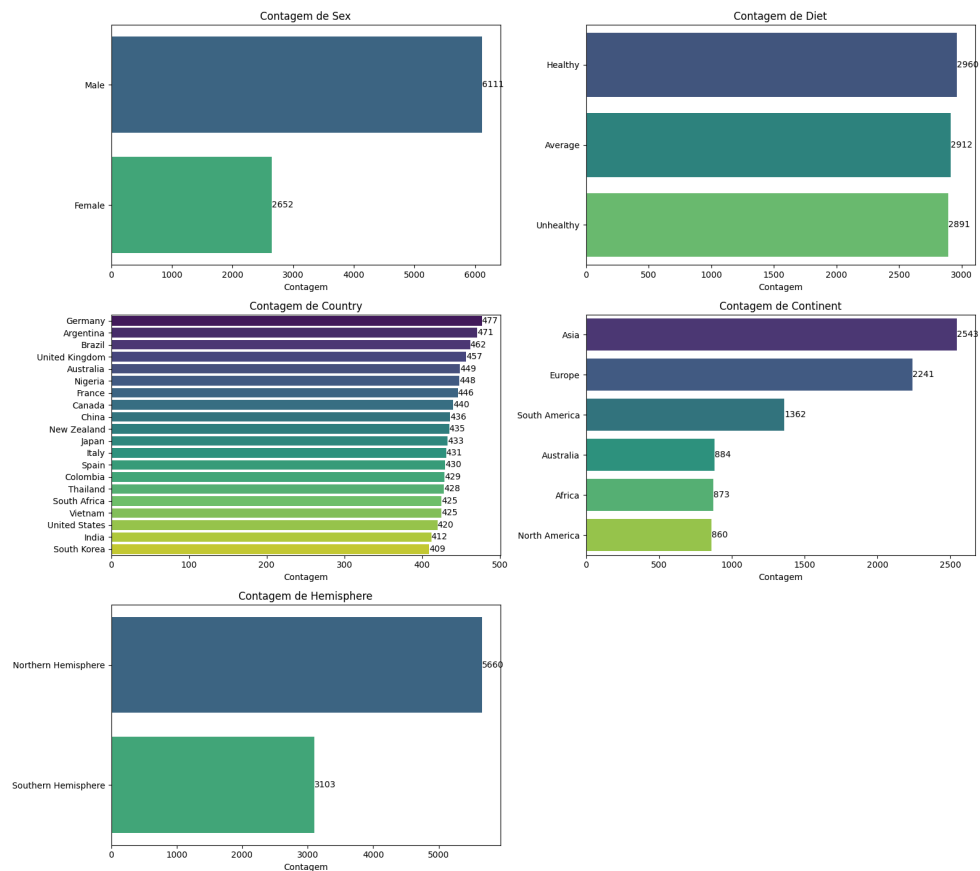 Contagem de Sex
Male
6111
Female
2652
0 1000 2000 3000 4000 5000 6000
Contagem
Contagem de Diet
Healthy
2960
Average
2912
Unhealthy
2891
0 500 1000 1500 2000 2500 3000
Contagem
Contagem de Country
Germany 477
Argentina 471
Brazil 462
United Kingdom 457
Australia 449
Nigeria 448
France 446
Canada 440
China 436
New Zealand 435
Japan 433
Italy 431
Spain 430
Colombia 429
Thailand 428
South Africa 425
Vietnam 425
United States 420
India 412
South Korea 409
0 100 200 300 400 500
Contagem
Contagem de Continent
Asia 2543
Europe 2241
South America 1362
Australia 884
Africa 873
North America 860
0 500 1000 1500 2000 2500
Contagem
Contagem de Hemisphere
Northern Hemisphere 5660
Southern Hemisphere 3103
0 1000 2000 3000 4000 5000
Contagem